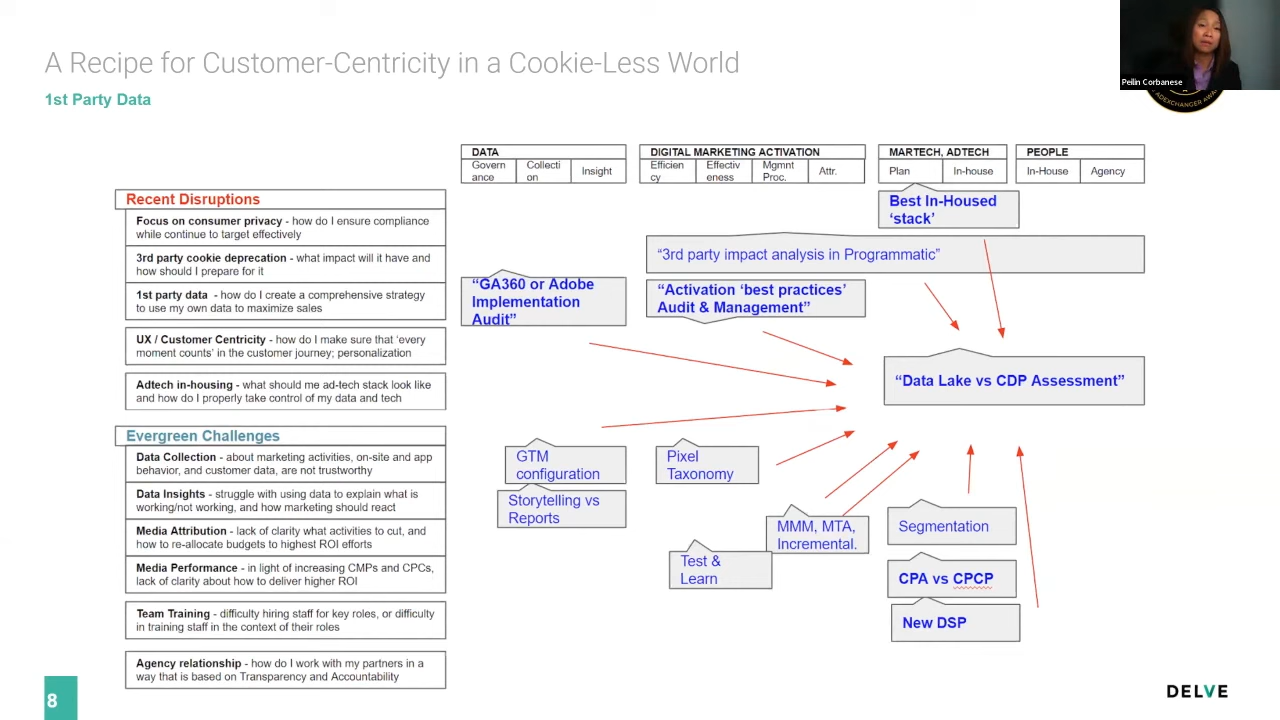 A Recipe for Customer-Centricity in a Cookie-Less World
1st Party Data
Peilin Corbanese
ADEXCHANGER AWA
DATA
Govern
ance
Collecti
on
Insight
DIGITAL MARKETING ACTIVATION
Efficien
cy
Effectiv
eness
Mgmnt
Proc.
Attr.
MARTECH, ADTECH
Plan
In-house
PEOPLE
In-House
Agency
Recent Disruptions
Focus on consumer privacy - how do I ensure compliance
while continue to target effectively
3rd party cookie deprecation - what impact will it have and
how should I prepare for it
1st party data - how do I create a comprehensive strategy
to use my own data to maximize sales
UX / Customer Centricity - how do I make sure that ‘every
moment counts’ in the customer journey; personalization
Adtech in-housing - what should me ad-tech stack look like
and how do I properly take control of my data and tech
Evergreen Challenges
Data Collection - about marketing activities, on-site and app
behavior, and customer data, are not trustworthy
Data Insights - struggle with using data to explain what is
working/not working, and how marketing should react
Media Attribution - lack of clarity what activities to cut, and
how to re-allocate budgets to highest ROI efforts
Media Performance - in light of increasing CMPs and CPCs,
lack of clarity about how to deliver higher ROI
Team Training - difficulty hiring staff for key roles, or difficulty
in training staff in the context of their roles
Agency relationship - how do I work with my partners in a
way that is based on Transparency and Accountability
Best In-Housed
‘stack’
“3rd party impact analysis in Programmatic”
“GA360 or Adobe
Implementation
Audit”
“Activation ‘best practices’
Audit & Management”
“Data Lake vs CDP Assessment”
GTM
configuration
Storytelling vs
Reports
Pixel
Taxonomy
MMM, MTA,
Incremental.
Test &
Learn
Segmentation
CPA vs CPCP
New DSP
8
DELVE